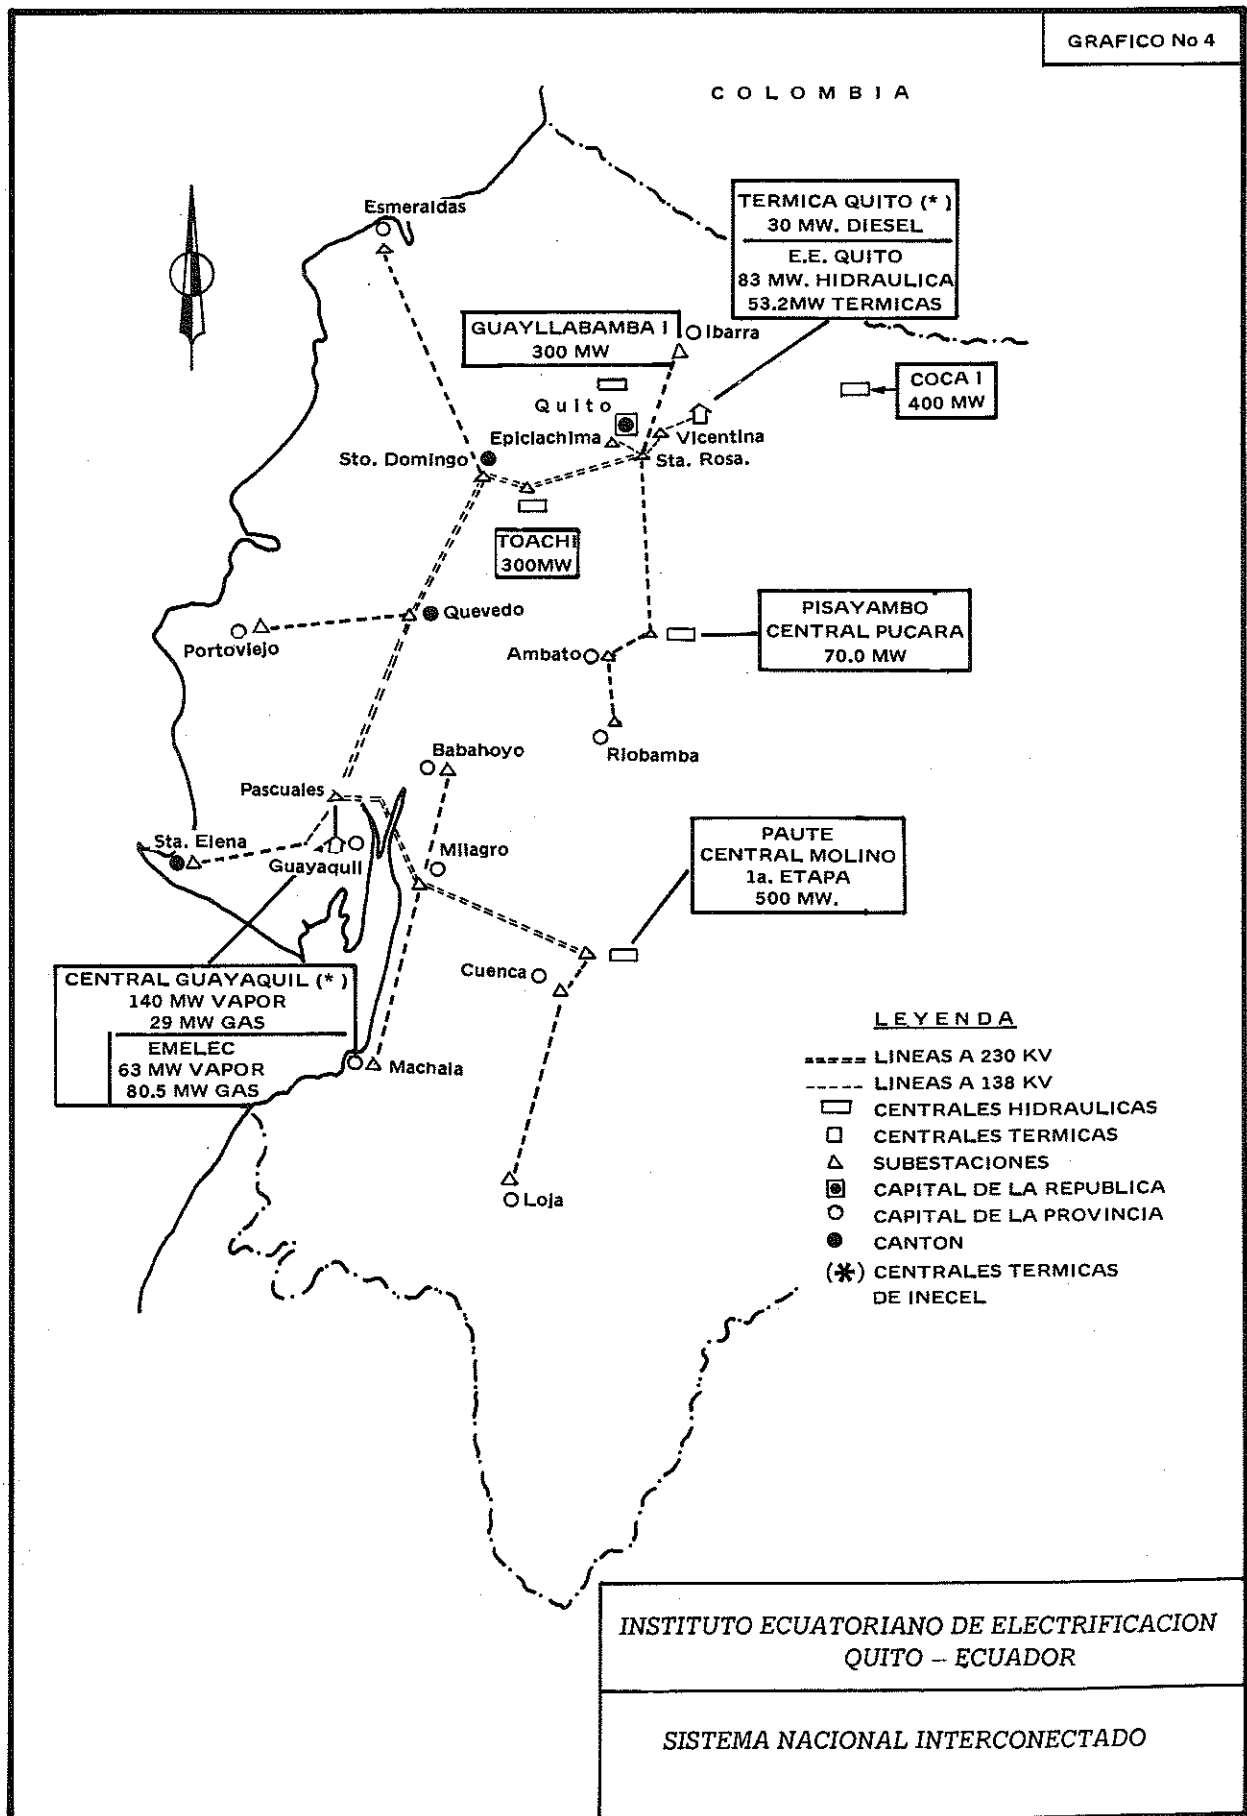 GRAFICO No 4
COLOMBIA
Esmeraldas
TERMICA QUITO (*)
30 MW. DIESEL
E.E. QUITO
83 MW. HIDRAULICA
53.2MW TERMICAS
GUAYLLABAMBA I
300 MW
Ibarra
COCA I
400 MW
Quito
Epiclachima
Vicentina
Sto. Domingo
Sta. Rosa.
TOACHI
300MW
Quevedo
Portoviejo
PISAYAMBO
CENTRAL PUCARA
70.0 MW
Ambato
Riobamba
Babahoyo
Pascuales
Sta. Elena
Guayaquil
Milagro
PAUTE
CENTRAL MOLINO
1a. ETAPA
500 MW.
Cuenca
CENTRAL GUAYAQUIL (*)
140 MW VAPOR
29 MW GAS
EMELEC
63 MW VAPOR
80.5 MW GAS
Machala
Loja
LEYENDA
LINEAS A 230 KV
LINEAS A 138 KV
CENTRALES HIDRAULICAS
CENTRALES TERMICAS
SUBESTACIONES
CAPITAL DE LA REPUBLICA
CAPITAL DE LA PROVINCIA
CANTON
(*) CENTRALES TERMICAS
DE INECEL
INSTITUTO ECUATORIANO DE ELECTRIFICACION
QUITO – ECUADOR
SISTEMA NACIONAL INTERCONECTADO